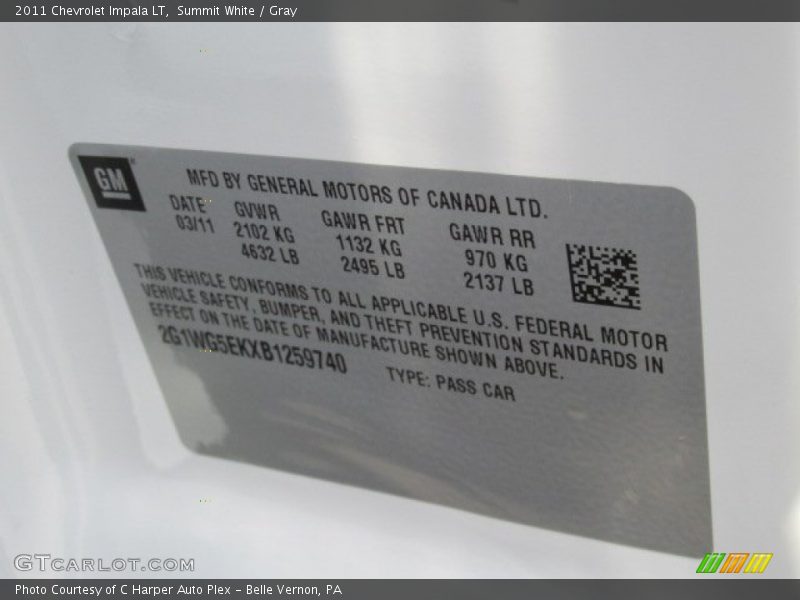 2011 Chevrolet Impala LT,  Summit White / Gray
GM
MFD BY GENERAL MOTORS OF CANADA LTD.
DATE GVWR GAWR FRT GAWR RR
03/11 2102 KG 1132 KG 970 KG
4632 LB 2495 LB 2137 LB
THIS VEHICLE CONFORMS TO ALL APPLICABLE U.S. FEDERAL MOTOR
VEHICLE SAFETY, BUMPER, AND THEFT PREVENTION STANDARDS IN
EFFECT ON THE DATE OF MANUFACTURE SHOWN ABOVE.
2G1WG5EKXB1259740 TYPE: PASS CAR
GTCARLOT.COM
Photo Courtesy of C Harper Auto Plex - Belle Vernon, PA